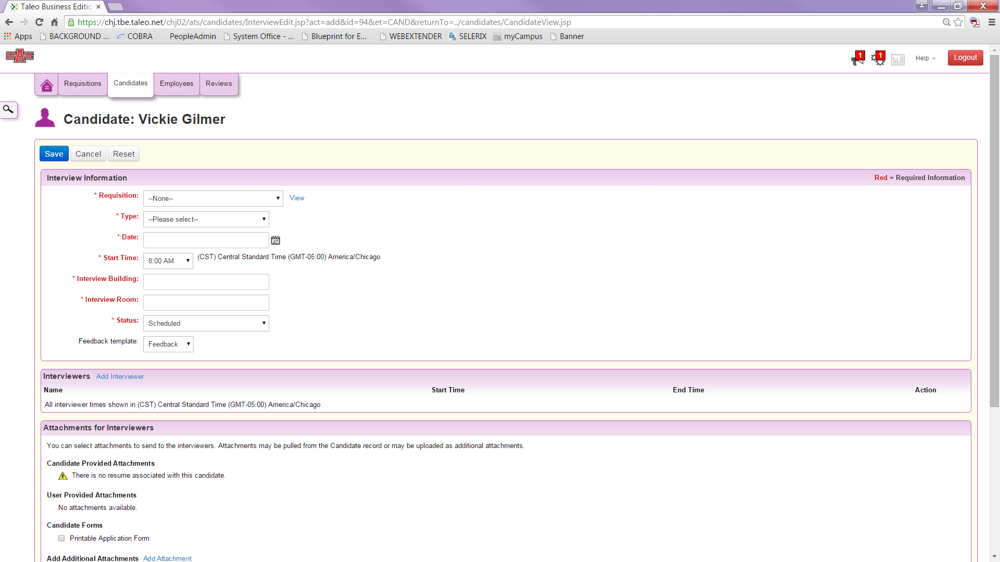 Taleo Business Editio
https://chj.tbe.taleo.net/chj02/ats/candidates/InterviewEdit.jsp?act=add&id=94&et=CAND&returnTo=../candidates/CandidateView.jsp
Apps BACKGROUND ... COBRA PeopleAdmin System Office - ... Blueprint for E... WEBEXTENDER UL SELERIX my myCampus Banner
STATE 1 1 Help Logout
Requisitions Candidates Employees Reviews
Candidate: Vickie Gilmer
Save Cancel Reset
Interview Information Red = Required Information
* Requisition: --None-- View
* Type: --Please select--
* Date: 27
* Start Time: 8:00 AM (CST) Central Standard Time (GMT-05:00) America/Chicago
* Interview Building:
* Interview Room:
* Status: Scheduled
Feedback template: Feedback
Interviewers Add Interviewer
Name Start Time End Time Action
All interviewer times shown in (CST) Central Standard Time (GMT-05:00) America/Chicago
Attachments for Interviewers
You can select attachments to send to the interviewers. Attachments may be pulled from the Candidate record or may be uploaded as additional attachments.
Candidate Provided Attachments
There is no resume associated with this candidate.
User Provided Attachments
No attachments available.
Candidate Forms
Printable Application Form
Add Additional Attachments Add Attachment